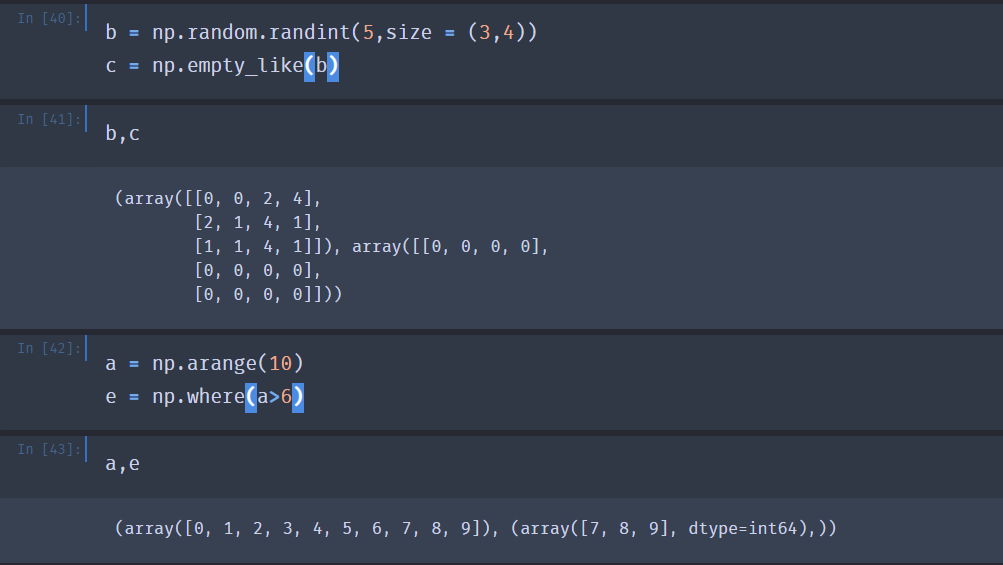 In [40]:
b = np.random.randint(5,size = (3,4))
c = np.empty_like(b)
In [41]:
b,c
(array([[0, 0, 2, 4],
[2, 1, 4, 1],
[1, 1, 4, 1]]), array([[0, 0, 0, 0],
[0, 0, 0, 0],
[0, 0, 0, 0]]))
In [42]:
a = np.arange(10)
e = np.where(a>6)
In [43]:
a,e
(array([0, 1, 2, 3, 4, 5, 6, 7, 8, 9]), (array([7, 8, 9], dtype=int64),))